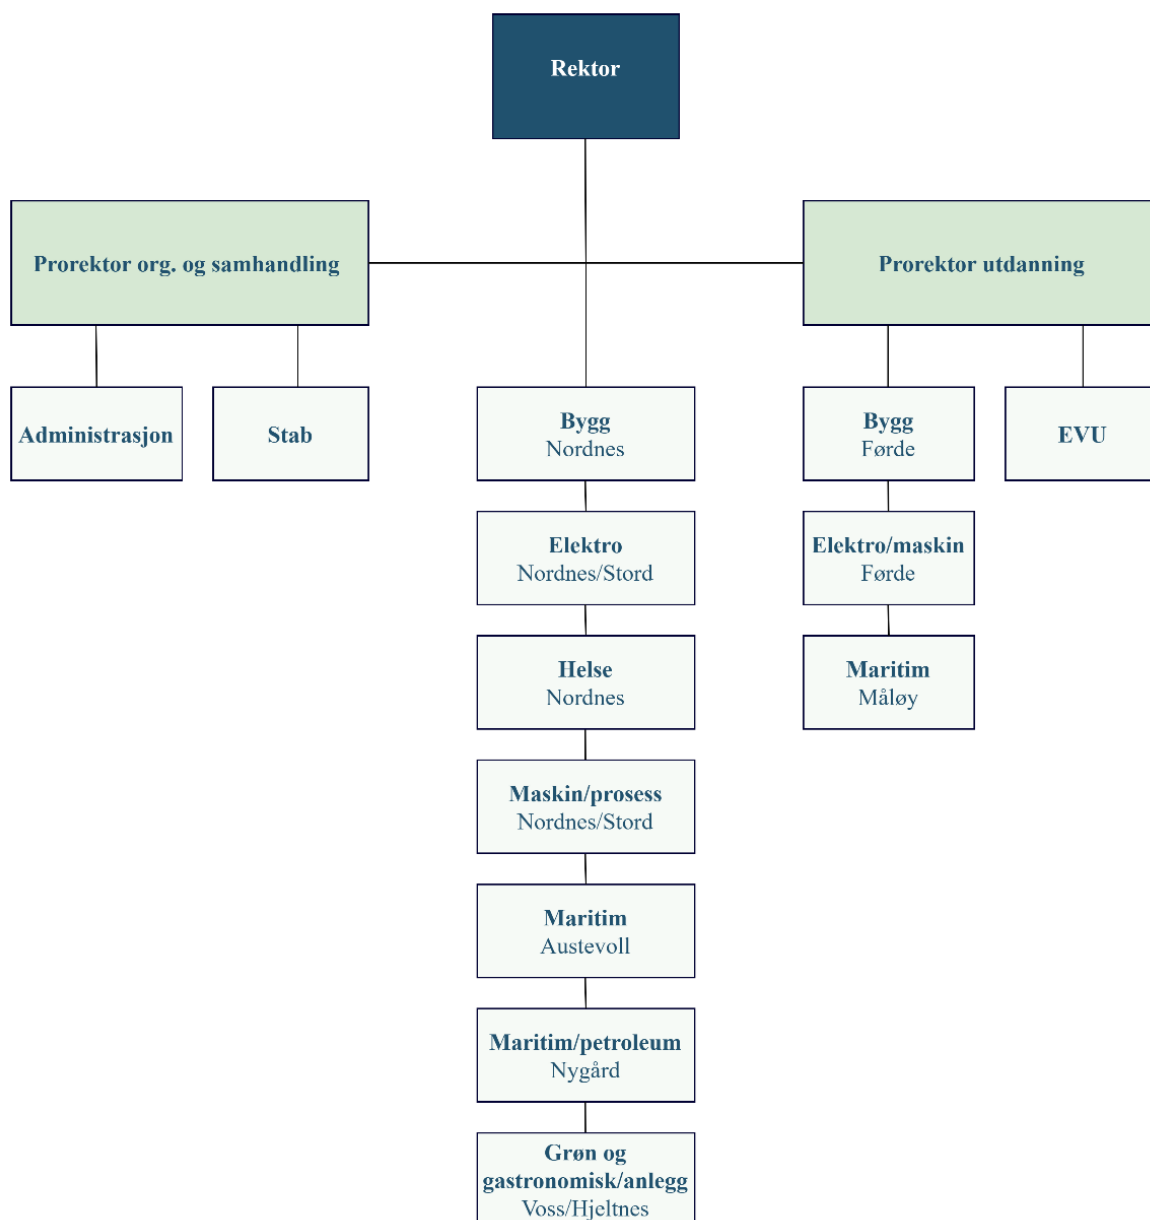 Rektor
Prorektor org. og samhandling
Prorektor utdanning
Administrasjon
Stab
Bygg
Nordnes
Bygg
Førde
EVU
Elektro
Nordnes/Stord
Elektro/maskin
Førde
Helse
Nordnes
Maritim
Måløy
Maskin/prosess
Nordnes/Stord
Maritim
Austevoll
Maritim/petroleum
Nygård
Grøn og
gastronomisk/anlegg
Voss/Hjeltnes